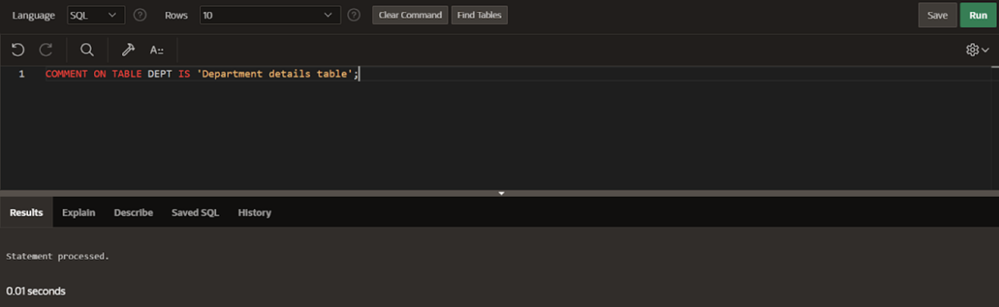 Language SQL Rows 10 Clear Command Find Tables Save Run
A::
1 COMMENT ON TABLE DEPT IS 'Department details table';
Results Explain Describe Saved SQL History
Statement processed.
0.01 seconds